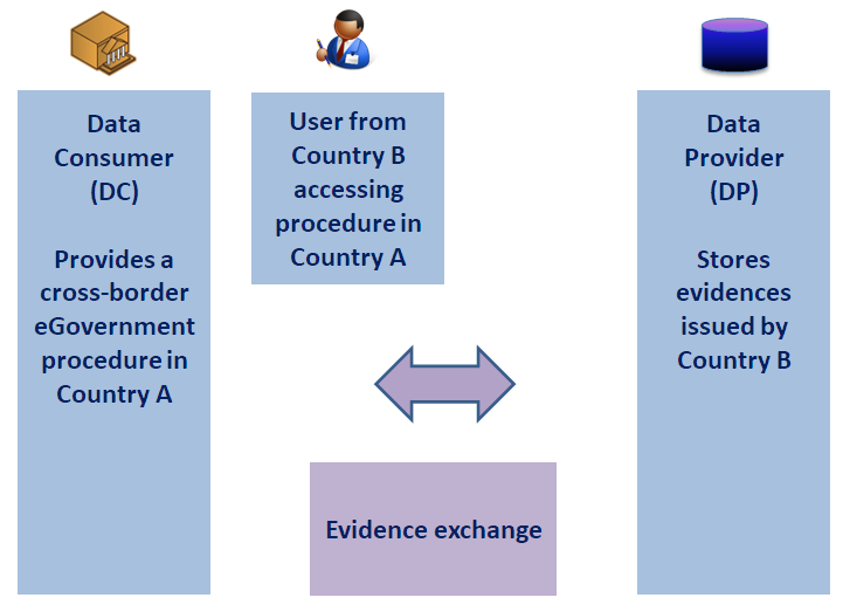 Data
Consumer
(DC)
Provides a
cross-border
eGovernment
procedure in
Country A
User from
Country B
accessing
procedure in
Country A
Data
Provider
(DP)
Stores
evidences
issued by
Country B
Evidence exchange